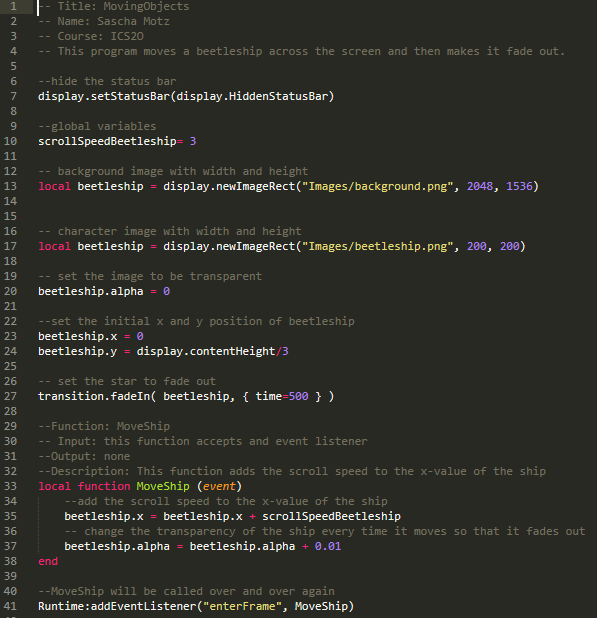 1 -- Title: MovingObjects
2 -- Name: Sascha Motz
3 -- Course: ICS2O
4 -- This program moves a beetleship across the screen and then makes it fade out.
5
6 --hide the status bar
7 display.setStatusBar(display.HiddenStatusBar)
8
9 --global variables
10 scrollSpeedBeetleship= 3
11
12 -- background image with width and height
13 local beetleship = display.newImageRect("Images/background.png", 2048, 1536)
14
15
16 -- character image with width and height
17 local beetleship = display.newImageRect("Images/beetleship.png", 200, 200)
18
19 -- set the image to be transparent
20 beetleship.alpha = 0
21
22 --set the initial x and y position of beetleship
23 beetleship.x = 0
24 beetleship.y = display.contentHeight/3
25
26 -- set the star to fade out
27 transition.fadeIn( beetleship, { time=500 } )
28
29 --Function: MoveShip
30 -- Input: this function accepts and event listener
31 --Output: none
32 --Description: This function adds the scroll speed to the x-value of the ship
33 local function MoveShip (event)
34 --add the scroll speed to the x-value of the ship
35 beetleship.x = beetleship.x + scrollSpeedBeetleship
36 -- change the transparency of the ship every time it moves so that it fades out
37 beetleship.alpha = beetleship.alpha + 0.01
38 end
39
40 --MoveShip will be called over and over again
41 Runtime:addEventListener("enterFrame", MoveShip)